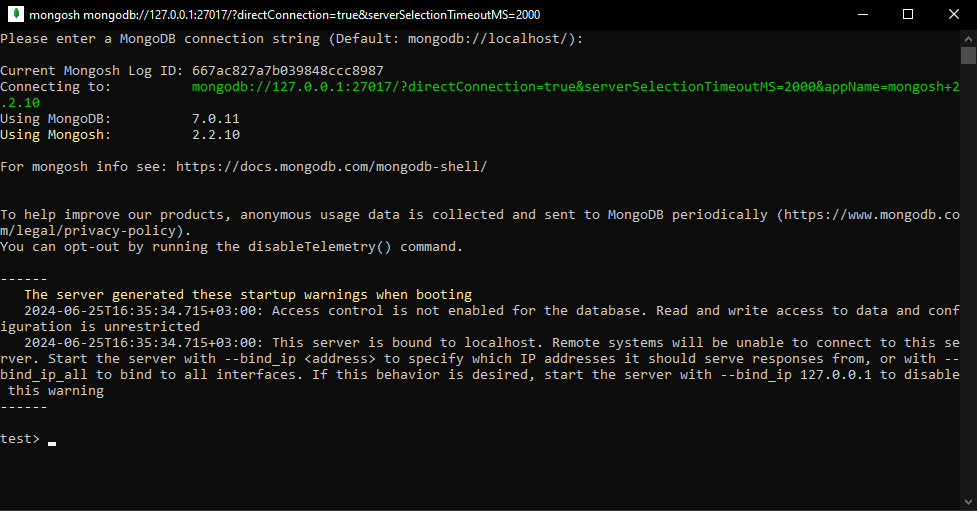 mongosh mongodb://127.0.0.1:27017/?directConnection=true&serverSelectionTimeoutMS=2000
Please enter a MongoDB connection string (Default: mongodb://localhost/):
Current Mongosh Log ID: 667ac827a7b039848ccc8987
Connecting to: mongodb://127.0.0.1:27017/?directConnection=true&serverSelectionTimeoutMS=2000&appName=mongosh+2
.2.10
Using MongoDB: 7.0.11
Using Mongosh: 2.2.10
For mongosh info see: https://docs.mongodb.com/mongodb-shell/
To help improve our products, anonymous usage data is collected and sent to MongoDB periodically (https://www.mongodb.co
m/legal/privacy-policy).
You can opt-out by running the disableTelemetry() command.
------
The server generated these startup warnings when booting
2024-06-25T16:35:34.715+03:00: Access control is not enabled for the database. Read and write access to data and conf
iguration is unrestricted
2024-06-25T16:35:34.715+03:00: This server is bound to localhost. Remote systems will be unable to connect to this se
rver. Start the server with --bind_ip <address> to specify which IP addresses it should serve responses from, or with --
bind_ip_all to bind to all interfaces. If this behavior is desired, start the server with --bind_ip 127.0.0.1 to disable
this warning
------
test>